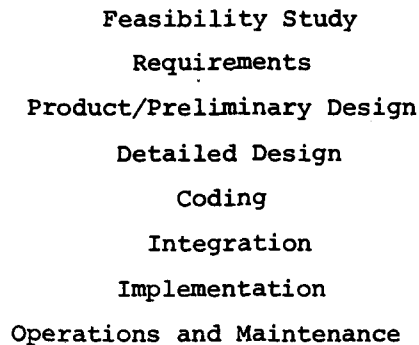 Feasibility Study
Requirements
Product/Preliminary Design
Detailed Design
Coding
Integration
Implementation
Operations and Maintenance